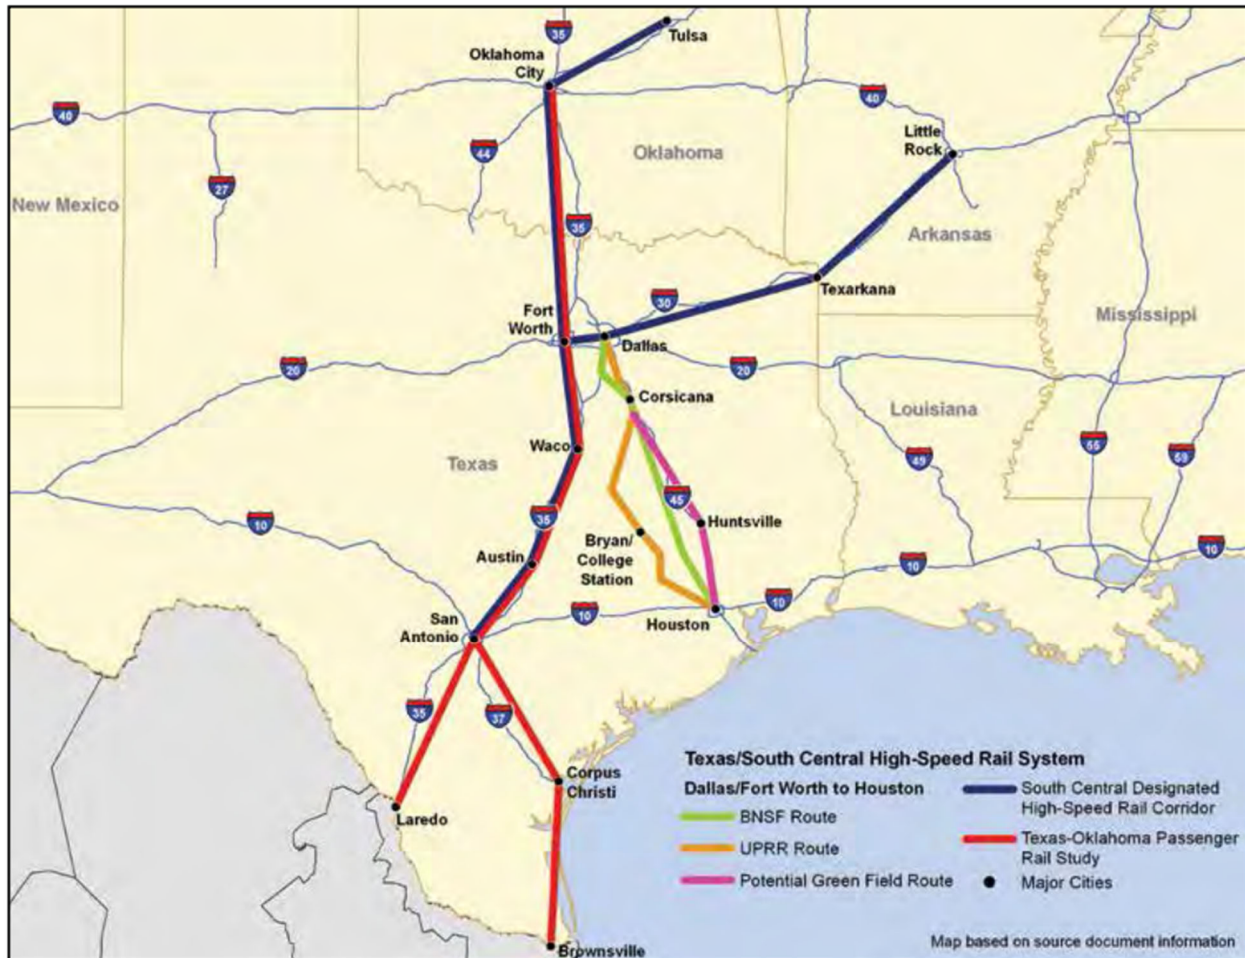 35
Tulsa
Oklahoma
City
40
40
44
Oklahoma
Little
Rock
27
New Mexico
35
Arkansas
30
Texarkana
Fort
Worth
Mississippi
Dallas
20
20
Corsicana
Louisiana
Waco
Texas
55
59
49
45
35
10
Huntsville
Bryan/
College
Station
Austin
10
10
10
10
San
Antonio
Houston
35
37
Corpus
Christi
Laredo
Brownsville
Texas/South Central High-Speed Rail System
Dallas/Fort Worth to Houston
BNSF Route
UPRR Route
Potential Green Field Route
South Central Designated
High-Speed Rail Corridor
Texas-Oklahoma Passenger
Rail Study
Major Cities
Map based on source document information